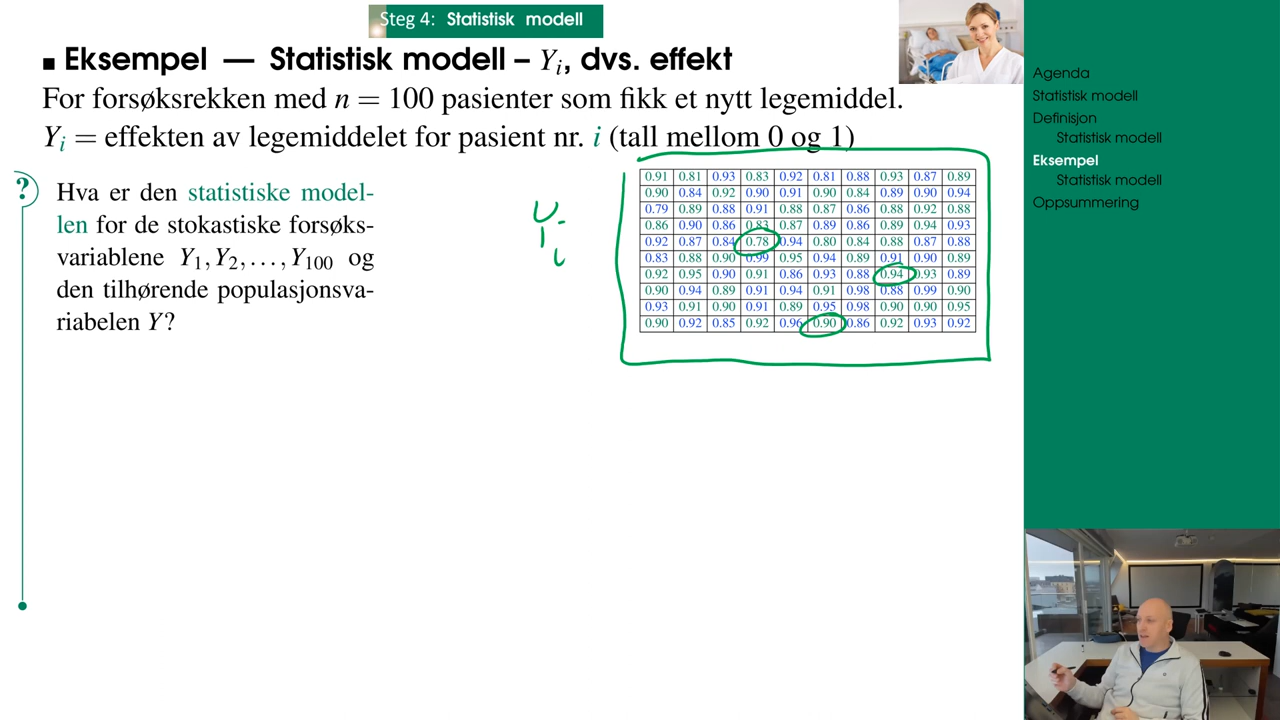 Steg 4: Statistisk modell
Eksempel — Statistisk modell – Yi, dvs. effekt
For forsøksrekken med n = 100 pasienter som fikk et nytt legemiddel.
Yi = effekten av legemiddelet for pasient nr. i (tall mellom 0 og 1)
?
Hva er den statistiske model-
len for de stokastiske forsøks-
variablene Y1, Y2, ..., Y100 og
den tilhørende populasjonsva-
riabelen Y?
Yi
0.91 0.81 0.93 0.83 0.92 0.81 0.88 0.93 0.87 0.89
0.90 0.84 0.92 0.90 0.91 0.90 0.84 0.89 0.90 0.94
0.79 0.89 0.88 0.91 0.88 0.87 0.86 0.88 0.92 0.88
0.86 0.90 0.86 0.83 0.87 0.89 0.86 0.89 0.94 0.93
0.92 0.87 0.84 0.78 0.94 0.80 0.84 0.88 0.87 0.88
0.83 0.88 0.90 0.99 0.95 0.94 0.89 0.91 0.90 0.89
0.92 0.95 0.90 0.91 0.86 0.93 0.88 0.94 0.93 0.89
0.90 0.94 0.89 0.91 0.94 0.91 0.98 0.88 0.99 0.90
0.93 0.91 0.90 0.91 0.89 0.95 0.98 0.90 0.90 0.95
0.90 0.92 0.85 0.92 0.96 0.90 0.86 0.92 0.93 0.92
Agenda
Statistisk modell
Definisjon
Statistisk modell
Eksempel
Statistisk modell
Oppsummering